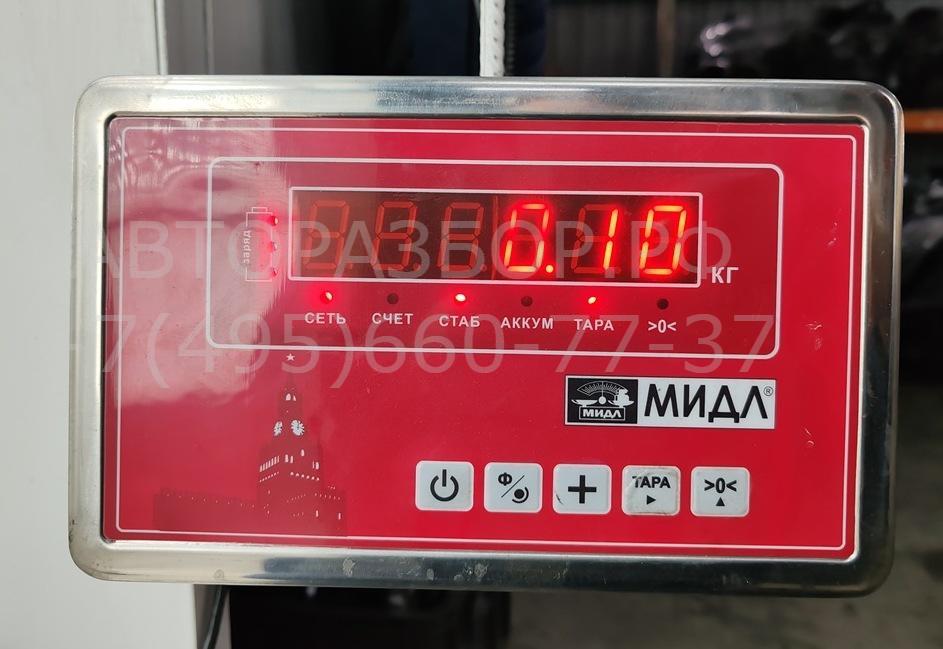 АВТОРАЗБОР.РФ
+7(495)660-77-37
заряд
0.10
КГ
СЕТЬ СЧЕТ СТАБ АККУМ ТАРА >0<
МИДЛ МИДЛ®
Ф/ + ТАРА >0<